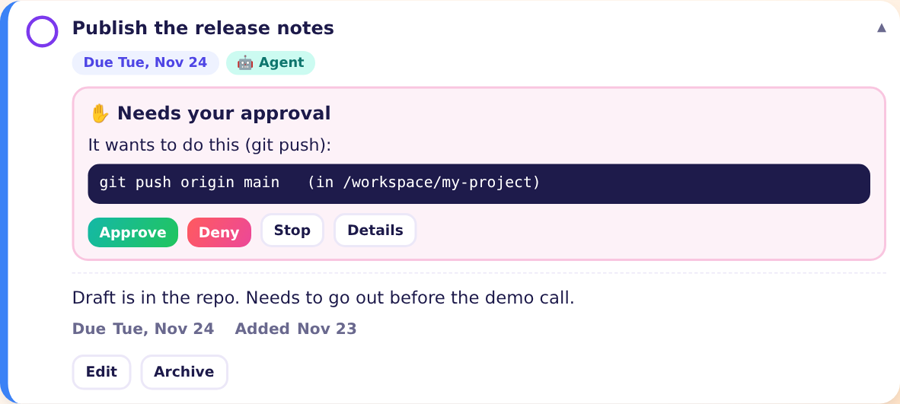 Publish the release notes
Due Tue, Nov 24 🤖 Agent
✋ Needs your approval
It wants to do this (git push):
git push origin main   (in /workspace/my-project)
Approve Deny Stop Details
Draft is in the repo. Needs to go out before the demo call.
Due Tue, Nov 24 Added Nov 23
Edit Archive